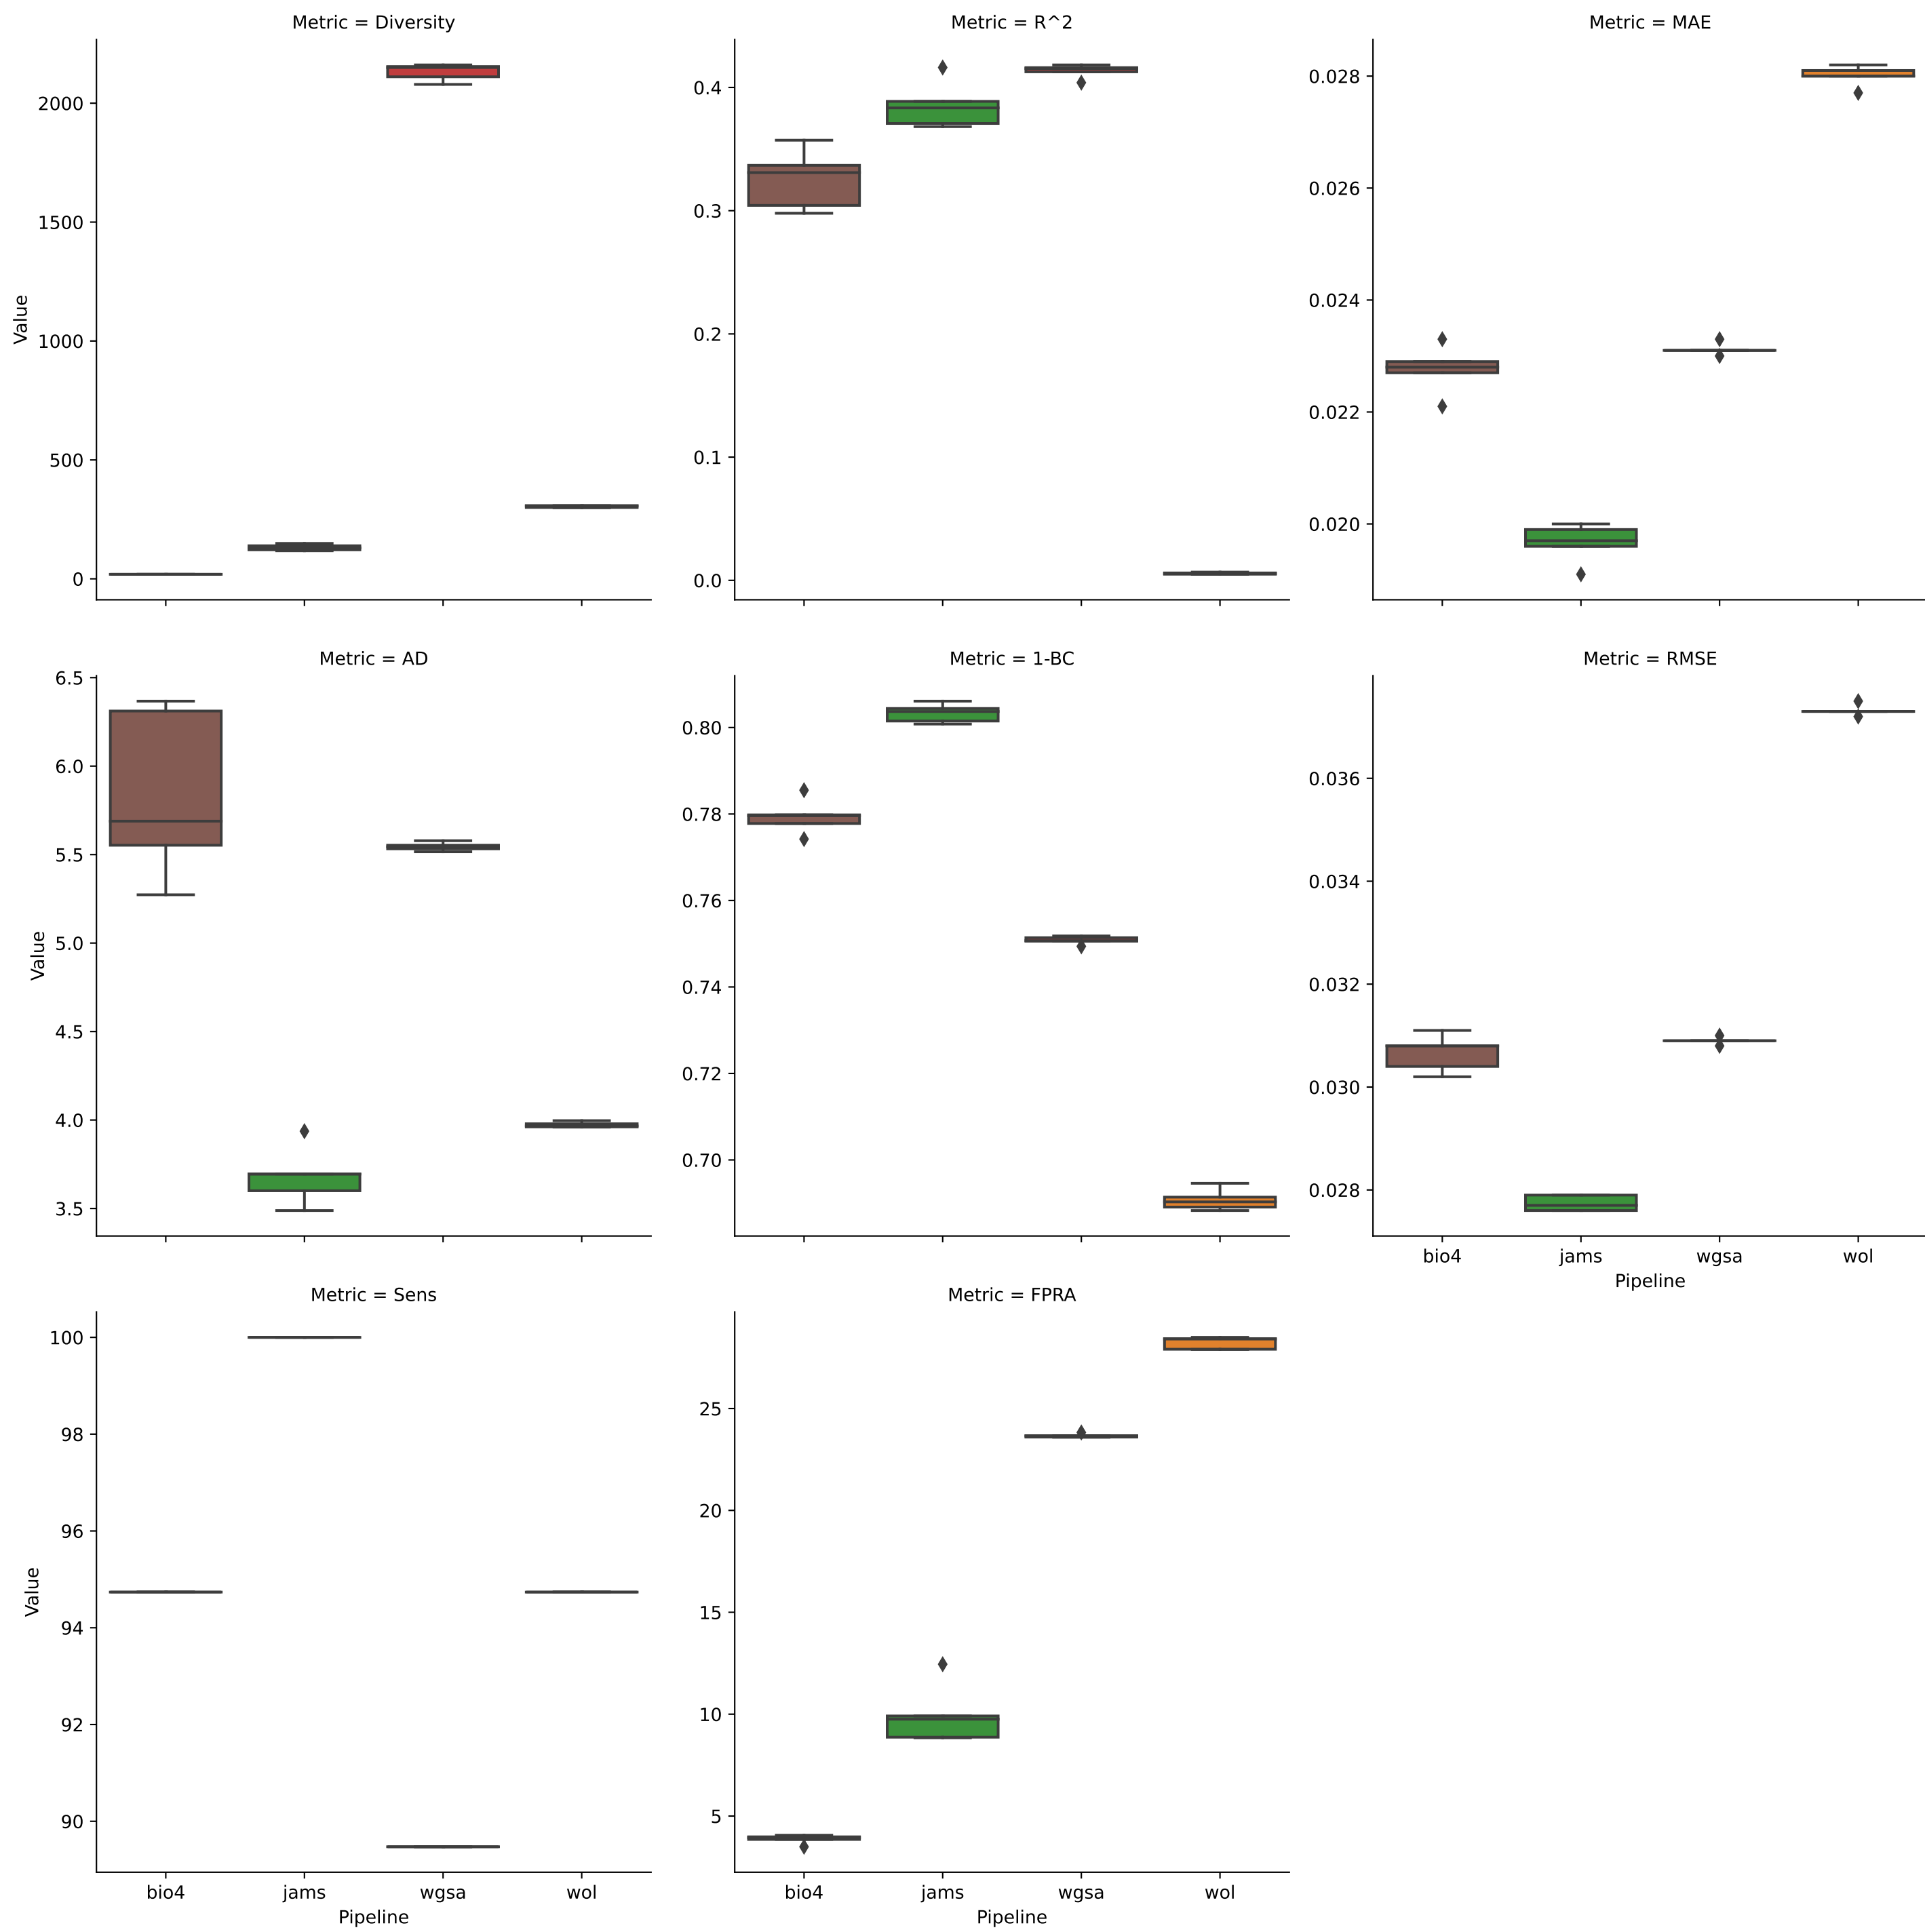 Metric = Diversity
Value
2000
1500
1000
500
0
Metric = R^2
0.4
0.3
0.2
0.1
0.0
Metric = MAE
0.028
0.026
0.024
0.022
0.020
Metric = AD
Value
6.5
6.0
5.5
5.0
4.5
4.0
3.5
Metric = 1-BC
0.80
0.78
0.76
0.74
0.72
0.70
Metric = RMSE
0.036
0.034
0.032
0.030
0.028
bio4 jams wgsa wol
Pipeline
Metric = Sens
Value
100
98
96
94
92
90
bio4 jams wgsa wol
Pipeline
Metric = FPRA
25
20
15
10
5
bio4 jams wgsa wol
Pipeline